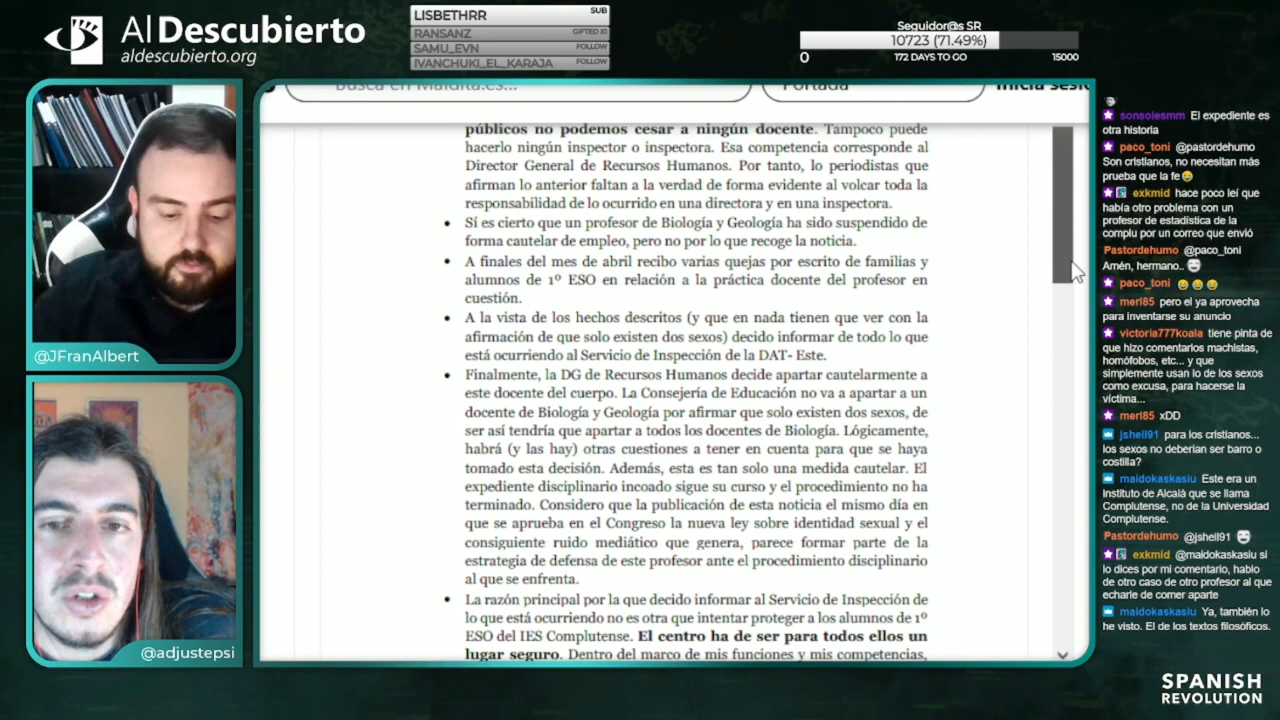 Al Descubierto
aldescubierto.org
LISBETHRR SUB
RANSANZ GIFTED X1
SAMU_EVN FOLLOW
IVANCHUKI_EL_KARAJA FOLLOW
Seguidor@s SR
10723 (71.49%)
0 172 DAYS TO GO 15000
@JFranAlbert
@adjustepsi
Busca en Maldita.es...
Portada
Inicia sesió
públicos no podemos cesar a ningún docente. Tampoco puede
hacerlo ningún inspector o inspectora. Esa competencia corresponde al
Director General de Recursos Humanos. Por tanto, lo periodistas que
afirman lo anterior faltan a la verdad de forma evidente al volcar toda la
responsabilidad de lo ocurrido en una directora y en una inspectora.
• Sí es cierto que un profesor de Biología y Geología ha sido suspendido de
forma cautelar de empleo, pero no por lo que recoge la noticia.
• A finales del mes de abril recibo varias quejas por escrito de familias y
alumnos de 1º ESO en relación a la práctica docente del profesor en
cuestión.
• A la vista de los hechos descritos (y que en nada tienen que ver con la
afirmación de que solo existen dos sexos) decido informar de todo lo que
está ocurriendo al Servicio de Inspección de la DAT- Este.
• Finalmente, la DG de Recursos Humanos decide apartar cautelarmente a
este docente del cuerpo. La Consejería de Educación no va a apartar a un
docente de Biología y Geología por afirmar que solo existen dos sexos, de
ser así tendría que apartar a todos los docentes de Biología. Lógicamente,
habrá (y las hay) otras cuestiones a tener en cuenta para que se haya
tomado esta decisión. Además, esta es tan solo una medida cautelar. El
expediente disciplinario incoado sigue su curso y el procedimiento no ha
terminado. Considero que la publicación de esta noticia el mismo día en
que se aprueba en el Congreso la nueva ley sobre identidad sexual y el
consiguiente ruido mediático que genera, parece formar parte de la
estrategia de defensa de este profesor ante el procedimiento disciplinario
al que se enfrenta.
• La razón principal por la que decido informar al Servicio de Inspección de
lo que está ocurriendo no es otra que intentar proteger a los alumnos de 1º
ESO del IES Complutense. El centro ha de ser para todos ellos un
lugar seguro. Dentro del marco de mis funciones y mis competencias,
sonsolesmm El expediente es
otra historia
paco_toni @pastordehumo
Son cristianos, no necesitan más
prueba que la fe😂
exkmid hace poco leí que
había otro problema con un
profesor de estadística de la
complu por un correo que envió
Pastordehumo @paco_toni
Amén, hermano..
paco_toni 😂 😂 😂
merl85 pero el ya aprovecha
para inventarse su anuncio
victoria777koala tiene pinta de
que hizo comentarios machistas,
homófobos, etc... y que
simplemente usan lo de los sexos
como excusa, para hacerse la
víctima...
merl85 xDD
jshell91 para los cristianos...
los sexos no deberían ser barro o
costilla?
maidokaskasiu Este era un
Instituto de Alcalá que se llama
Complutense, no de la Universidad
Complutense.
Pastordehumo @jshell91
exkmid @maidokaskasiu si
lo dices por mi comentario, hablo
de otro caso de otro profesor al que
echarle de comer aparte
maidokaskasiu Ya, también lo
he visto. El de los textos filosóficos.
SPANISH
REVOLUTION